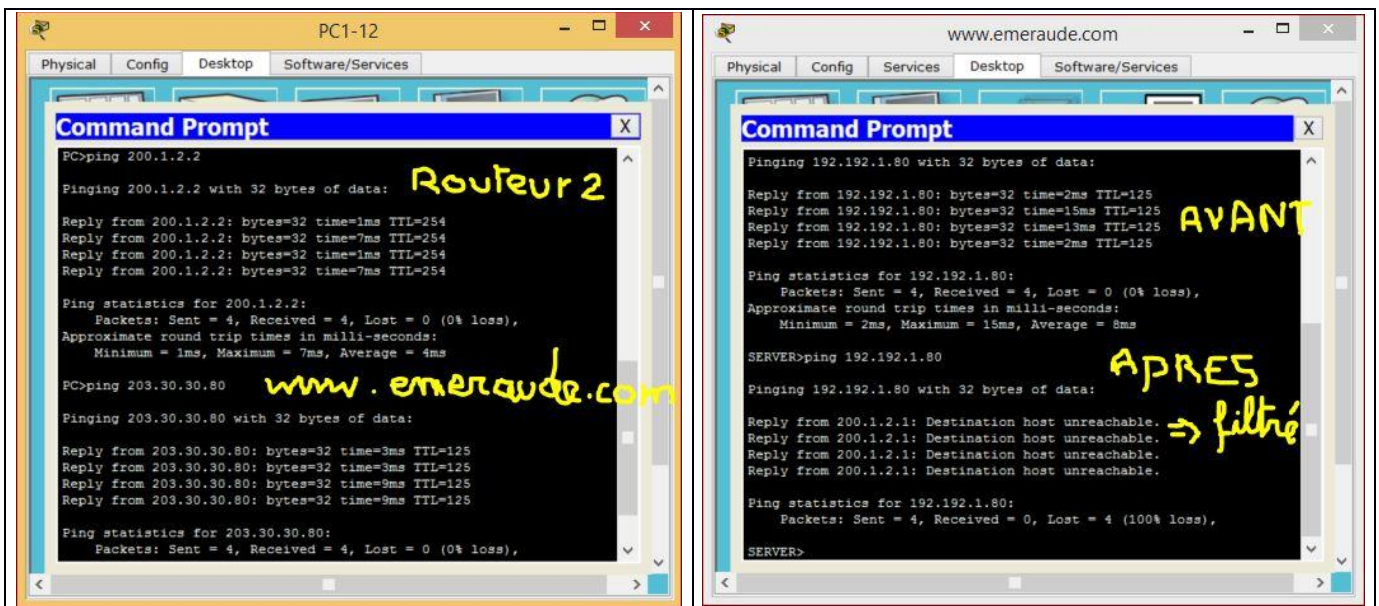 PC1-12
Physical Config Desktop Software/Services
Command Prompt X
PC>ping 200.1.2.2
Pinging 200.1.2.2 with 32 bytes of data:
Routeur 2
Reply from 200.1.2.2: bytes=32 time=1ms TTL=254
Reply from 200.1.2.2: bytes=32 time=7ms TTL=254
Reply from 200.1.2.2: bytes=32 time=1ms TTL=254
Reply from 200.1.2.2: bytes=32 time=7ms TTL=254
Ping statistics for 200.1.2.2:
Packets: Sent = 4, Received = 4, Lost = 0 (0% loss),
Approximate round trip times in milli-seconds:
Minimum = 1ms, Maximum = 7ms, Average = 4ms
PC>ping 203.30.30.80
www.emeraude.com
Pinging 203.30.30.80 with 32 bytes of data:
Reply from 203.30.30.80: bytes=32 time=3ms TTL=125
Reply from 203.30.30.80: bytes=32 time=3ms TTL=125
Reply from 203.30.30.80: bytes=32 time=9ms TTL=125
Reply from 203.30.30.80: bytes=32 time=9ms TTL=125
Ping statistics for 203.30.30.80:
Packets: Sent = 4, Received = 4, Lost = 0 (0% loss),
www.emeraude.com
Physical Config Services Desktop Software/Services
Command Prompt X
Pinging 192.192.1.80 with 32 bytes of data:
Reply from 192.192.1.80: bytes=32 time=2ms TTL=125
Reply from 192.192.1.80: bytes=32 time=15ms TTL=125
Reply from 192.192.1.80: bytes=32 time=13ms TTL=125
Reply from 192.192.1.80: bytes=32 time=2ms TTL=125
AVANT
Ping statistics for 192.192.1.80:
Packets: Sent = 4, Received = 4, Lost = 0 (0% loss),
Approximate round trip times in milli-seconds:
Minimum = 2ms, Maximum = 15ms, Average = 8ms
SERVER>ping 192.192.1.80
APRES
Pinging 192.192.1.80 with 32 bytes of data:
Reply from 200.1.2.1: Destination host unreachable.
=> filtré
Reply from 200.1.2.1: Destination host unreachable.
Reply from 200.1.2.1: Destination host unreachable.
Reply from 200.1.2.1: Destination host unreachable.
Ping statistics for 192.192.1.80:
Packets: Sent = 4, Received = 0, Lost = 4 (100% loss),
SERVER>